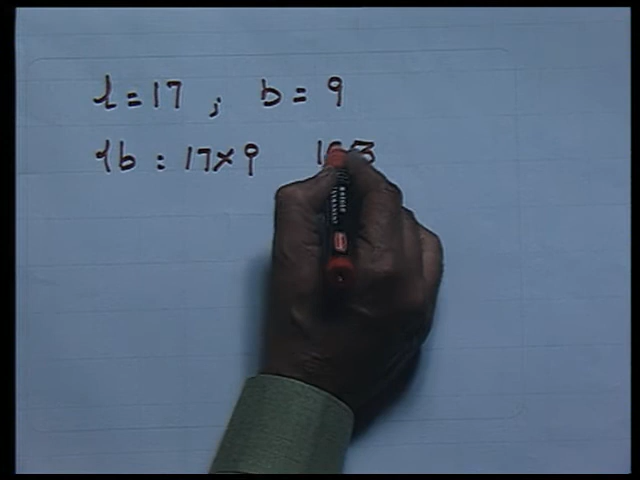 l = 17 ; b = 9
lb : 17 × 9